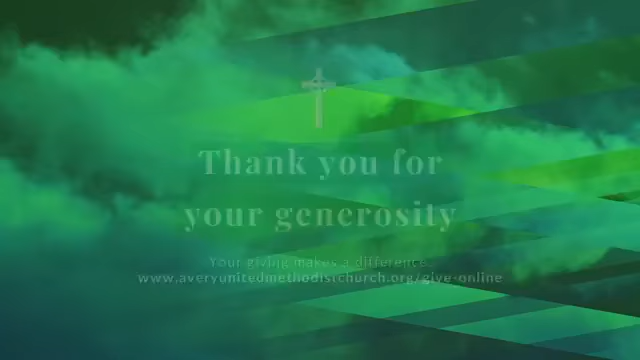 Thank you for
your generosity
Your giving makes a difference.
www.averyunitedmethodistchurch.org/give-online